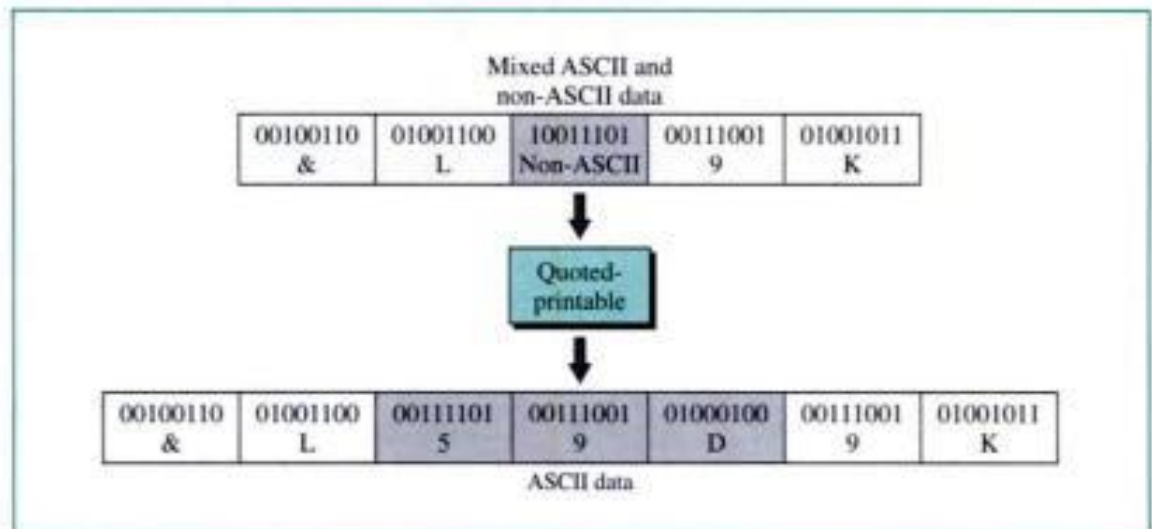 Mixed ASCII and
non-ASCII data
00100110 01001100 10011101 00111001 01001011
& L Non-ASCII 9 K
Quoted-
printable
00100110 01001100 00111101 00111001 01000100 00111001 01001011
& L 5 9 D 9 K
ASCII data